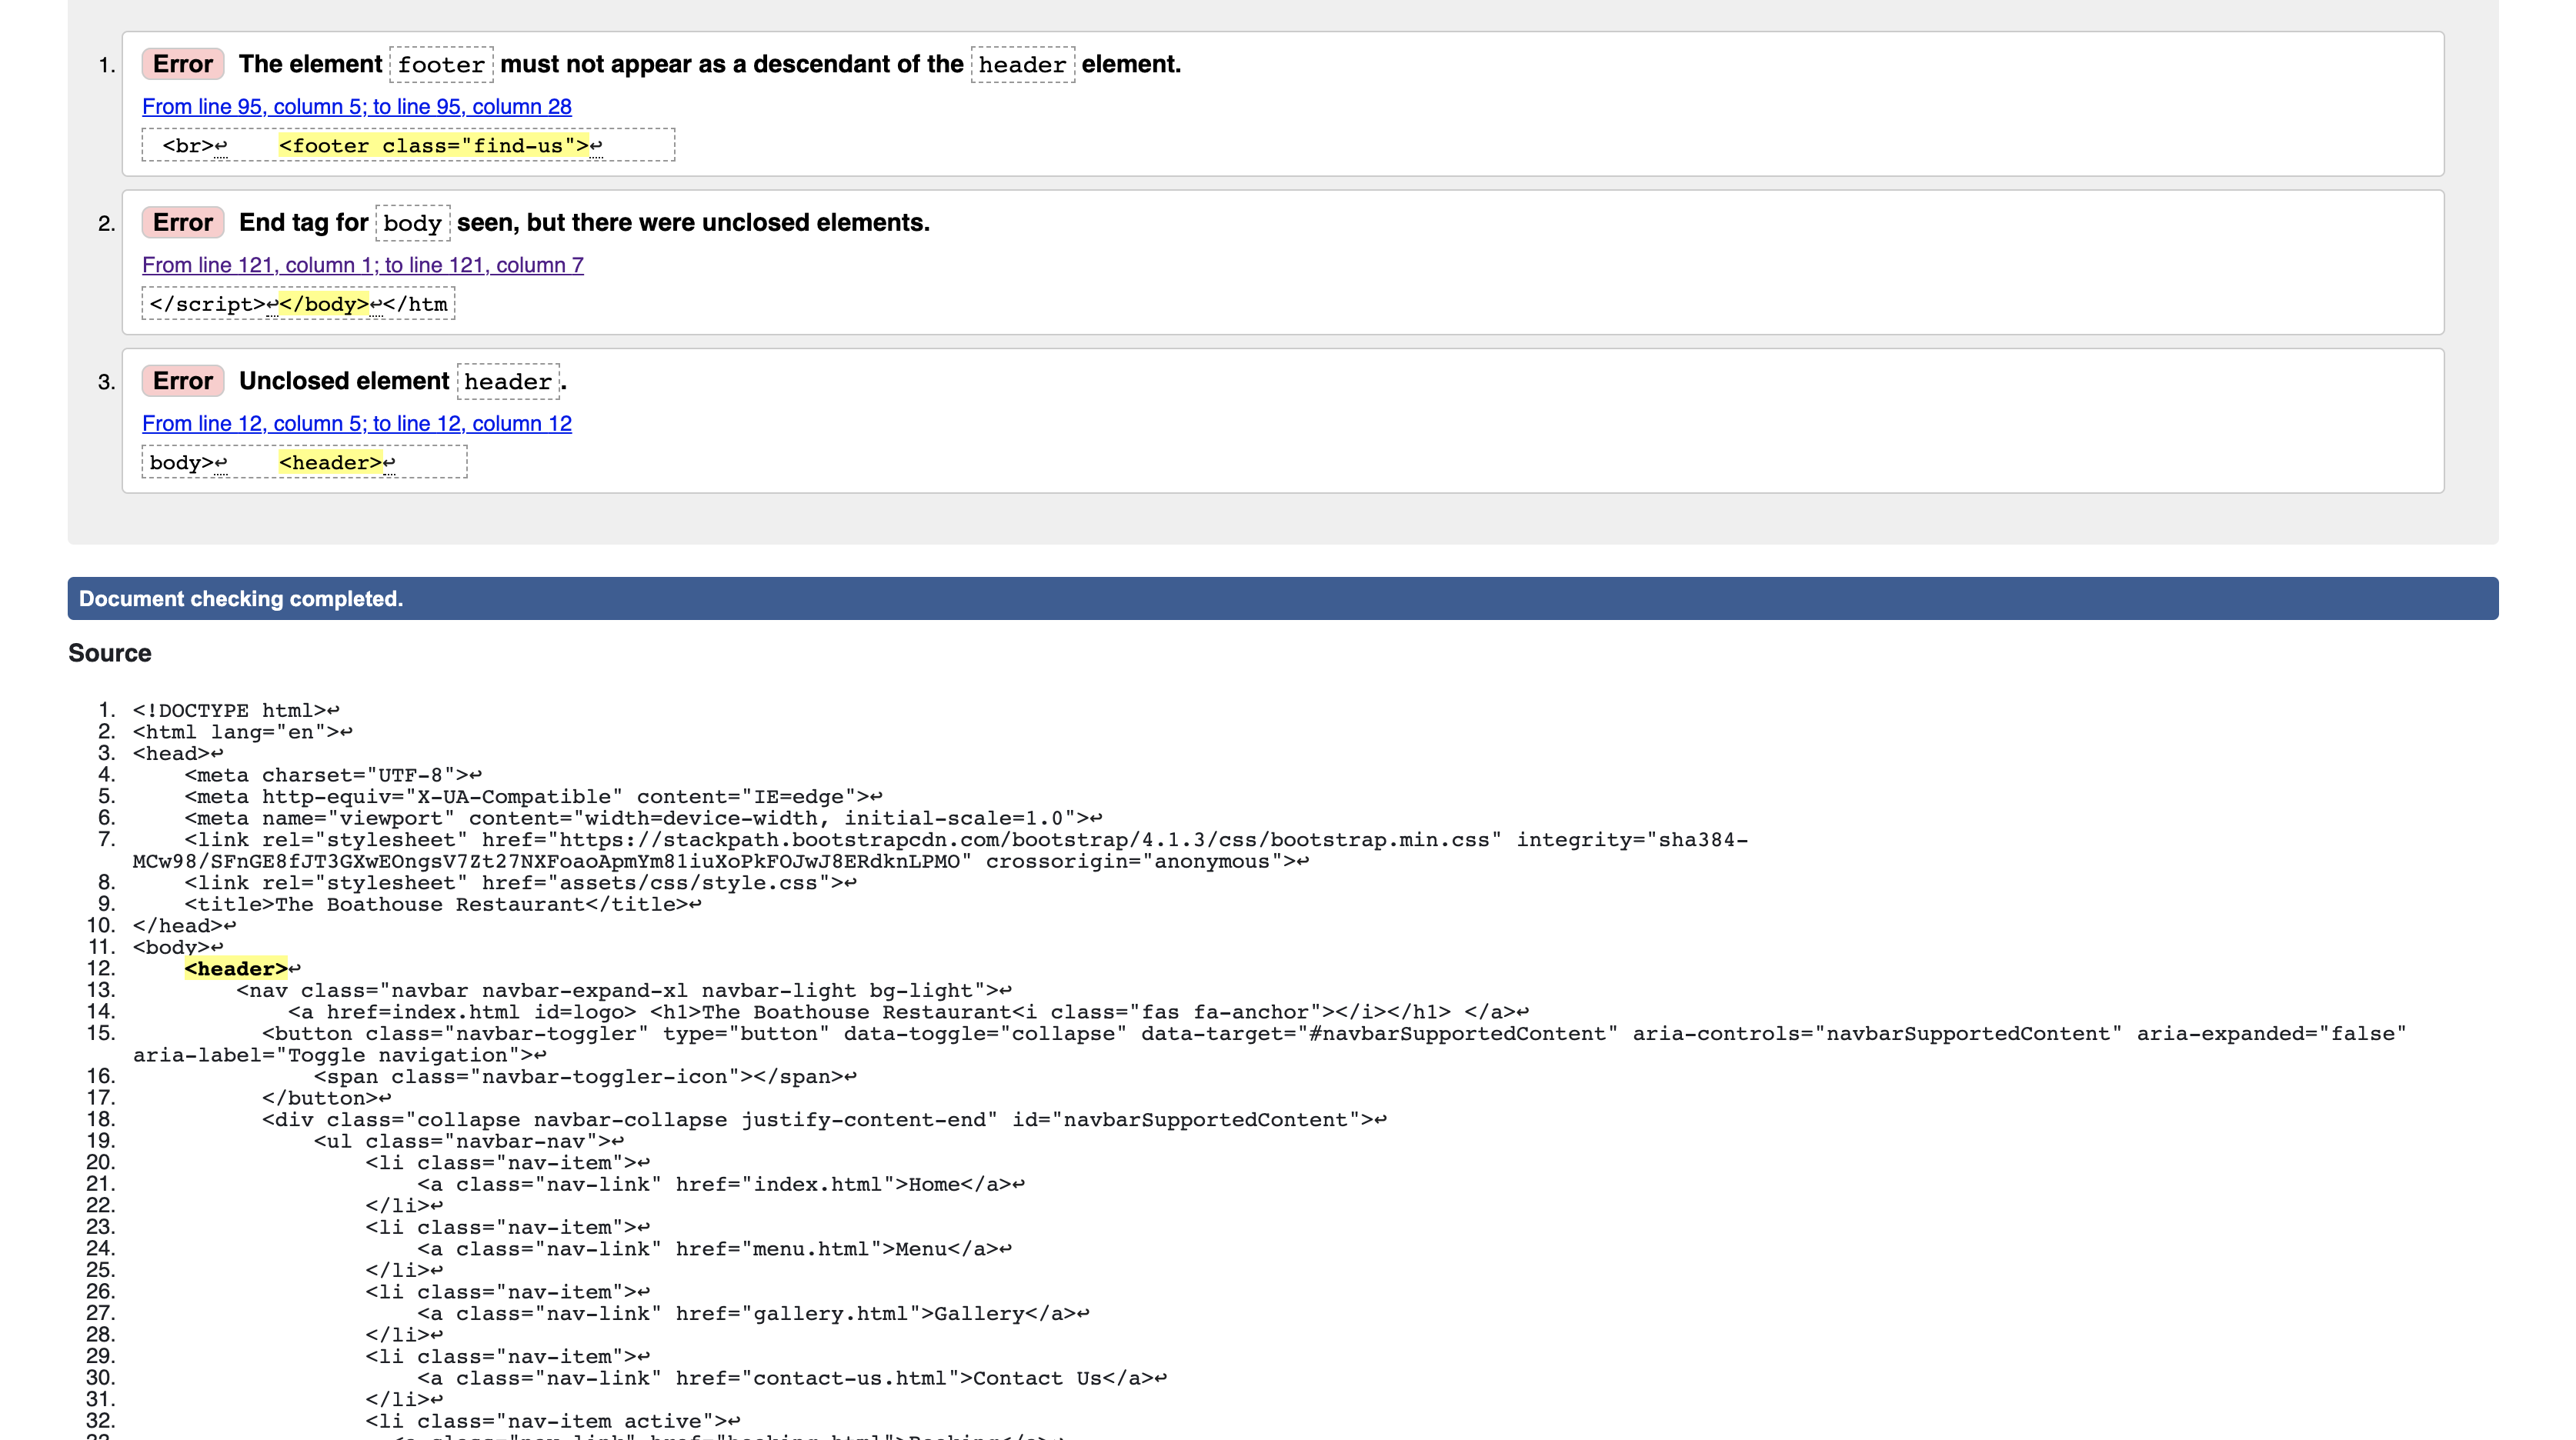 1. Error The element footer must not appear as a descendant of the header element.
From line 95, column 5; to line 95, column 28
<br>↩    <footer class="find-us">↩
2. Error End tag for body seen, but there were unclosed elements.
From line 121, column 1; to line 121, column 7
</script>↩</body>↩</htm
3. Error Unclosed element header.
From line 12, column 5; to line 12, column 12
body>↩    <header>↩
Document checking completed.
Source
1. <!DOCTYPE html>↩
2. <html lang="en">↩
3. <head>↩
4.     <meta charset="UTF-8">↩
5.     <meta http-equiv="X-UA-Compatible" content="IE=edge">↩
6.     <meta name="viewport" content="width=device-width, initial-scale=1.0">↩
7.     <link rel="stylesheet" href="https://stackpath.bootstrapcdn.com/bootstrap/4.1.3/css/bootstrap.min.css" integrity="sha384-
MCw98/SFnGE8fJT3GXwEOngsV7Zt27NXFoaoApmYm81iuXoPkFOJwJ8ERdknLPMO" crossorigin="anonymous">↩
8.     <link rel="stylesheet" href="assets/css/style.css">↩
9.     <title>The Boathouse Restaurant</title>↩
10. </head>↩
11. <body>↩
12.     <header>↩
13.         <nav class="navbar navbar-expand-xl navbar-light bg-light">↩
14.             <a href=index.html id=logo> <h1>The Boathouse Restaurant<i class="fas fa-anchor"></i></h1> </a>↩
15.           <button class="navbar-toggler" type="button" data-toggle="collapse" data-target="#navbarSupportedContent" aria-controls="navbarSupportedContent" aria-expanded="false"
aria-label="Toggle navigation">↩
16.               <span class="navbar-toggler-icon"></span>↩
17.           </button>↩
18.           <div class="collapse navbar-collapse justify-content-end" id="navbarSupportedContent">↩
19.               <ul class="navbar-nav">↩
20.                   <li class="nav-item">↩
21.                       <a class="nav-link" href="index.html">Home</a>↩
22.                   </li>↩
23.                   <li class="nav-item">↩
24.                       <a class="nav-link" href="menu.html">Menu</a>↩
25.                   </li>↩
26.                   <li class="nav-item">↩
27.                       <a class="nav-link" href="gallery.html">Gallery</a>↩
28.                   </li>↩
29.                   <li class="nav-item">↩
30.                       <a class="nav-link" href="contact-us.html">Contact Us</a>↩
31.                   </li>↩
32.                   <li class="nav-item active">↩